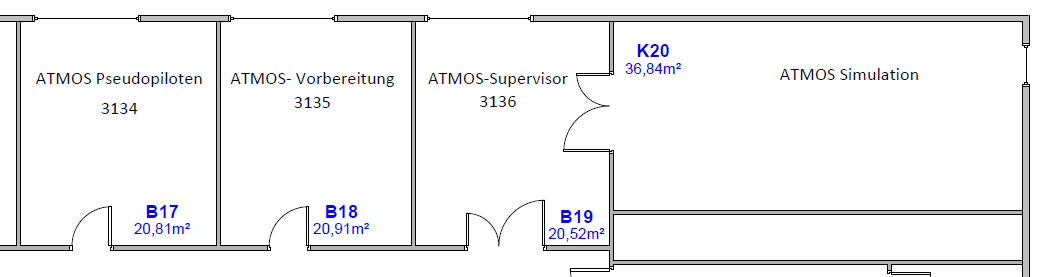 ATMOS Pseudopiloten
3134
B17
20,81m²
ATMOS- Vorbereitung
3135
B18
20,91m²
ATMOS-Supervisor
3136
B19
20,52m²
K20
36,84m²
ATMOS Simulation